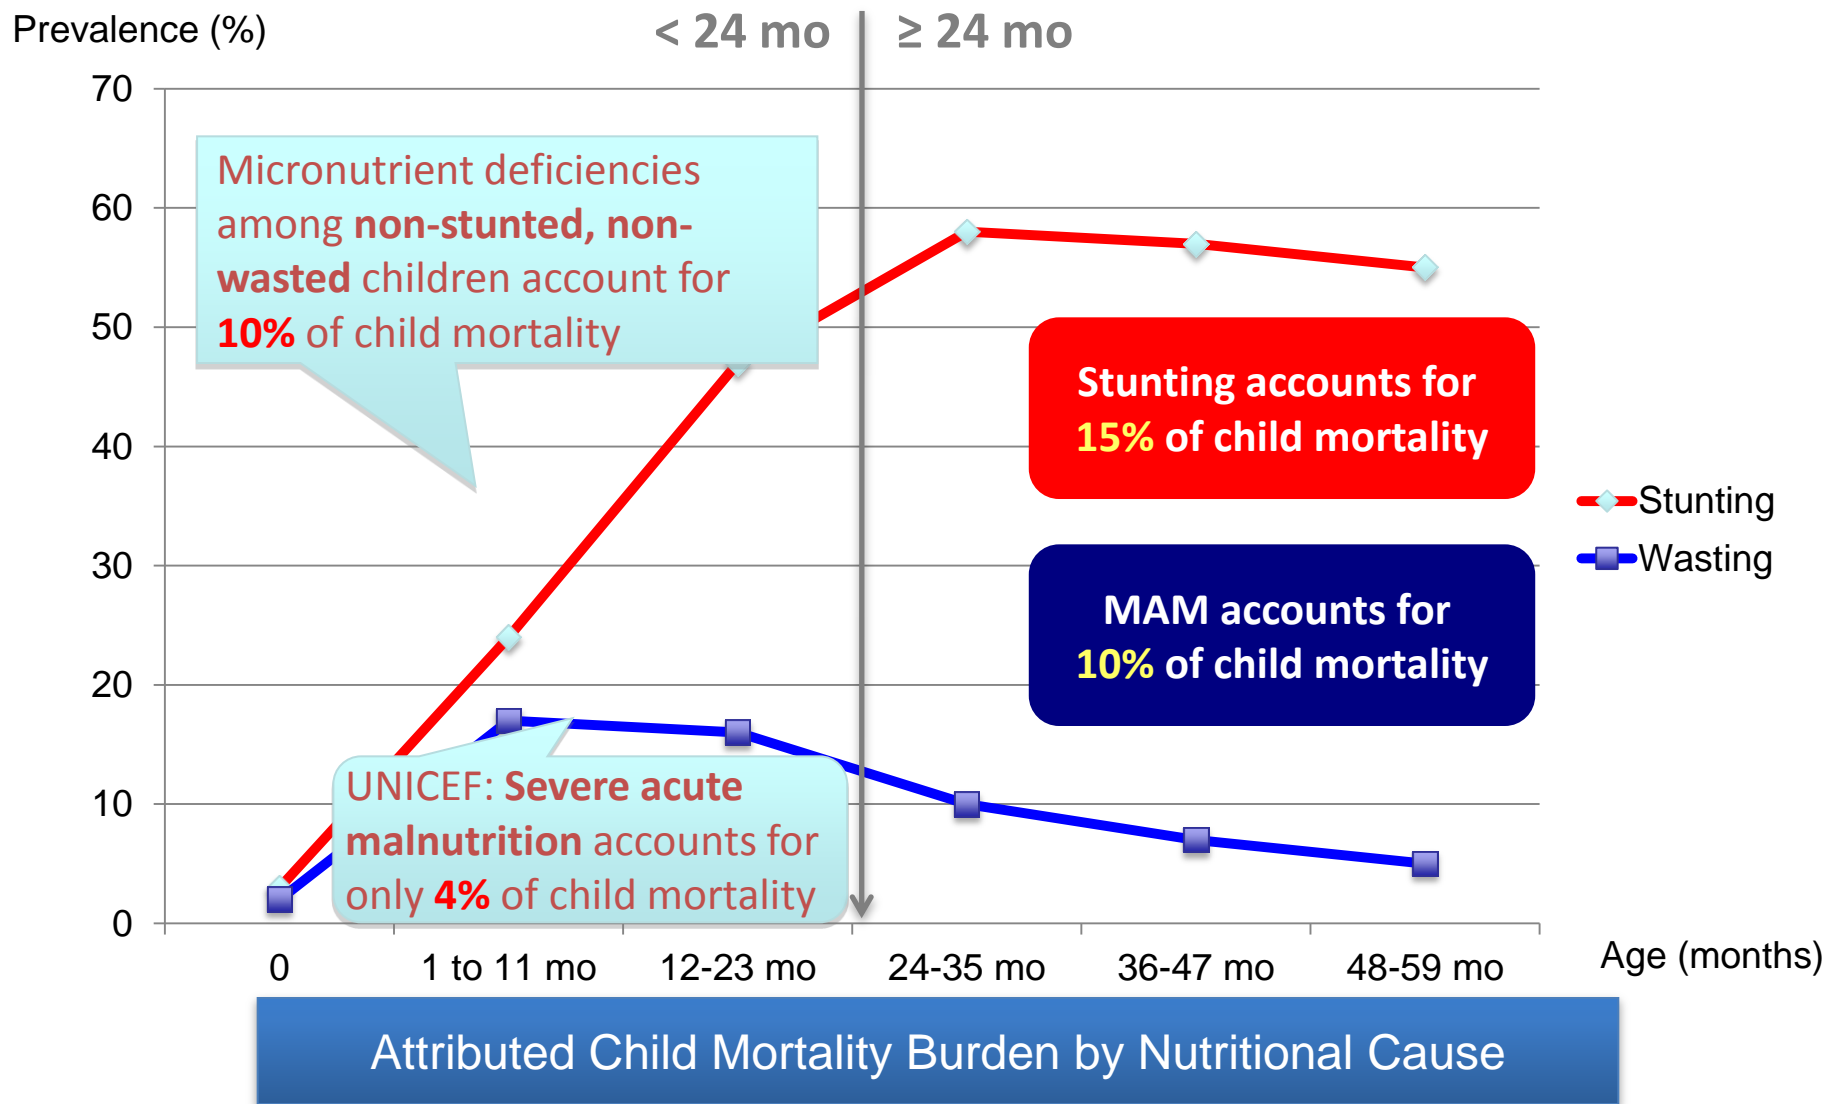 Prevalence (%)
< 24 mo
≥ 24 mo
70
60
50
40
30
20
10
0
Micronutrient deficiencies
among non-stunted, non-
wasted children account for
10% of child mortality
Stunting accounts for
15% of child mortality
MAM accounts for
10% of child mortality
Stunting
Wasting
UNICEF: Severe acute
malnutrition accounts for
only 4% of child mortality
0
1 to 11 mo
12-23 mo
24-35 mo
36-47 mo
48-59 mo
Age (months)
Attributed Child Mortality Burden by Nutritional Cause